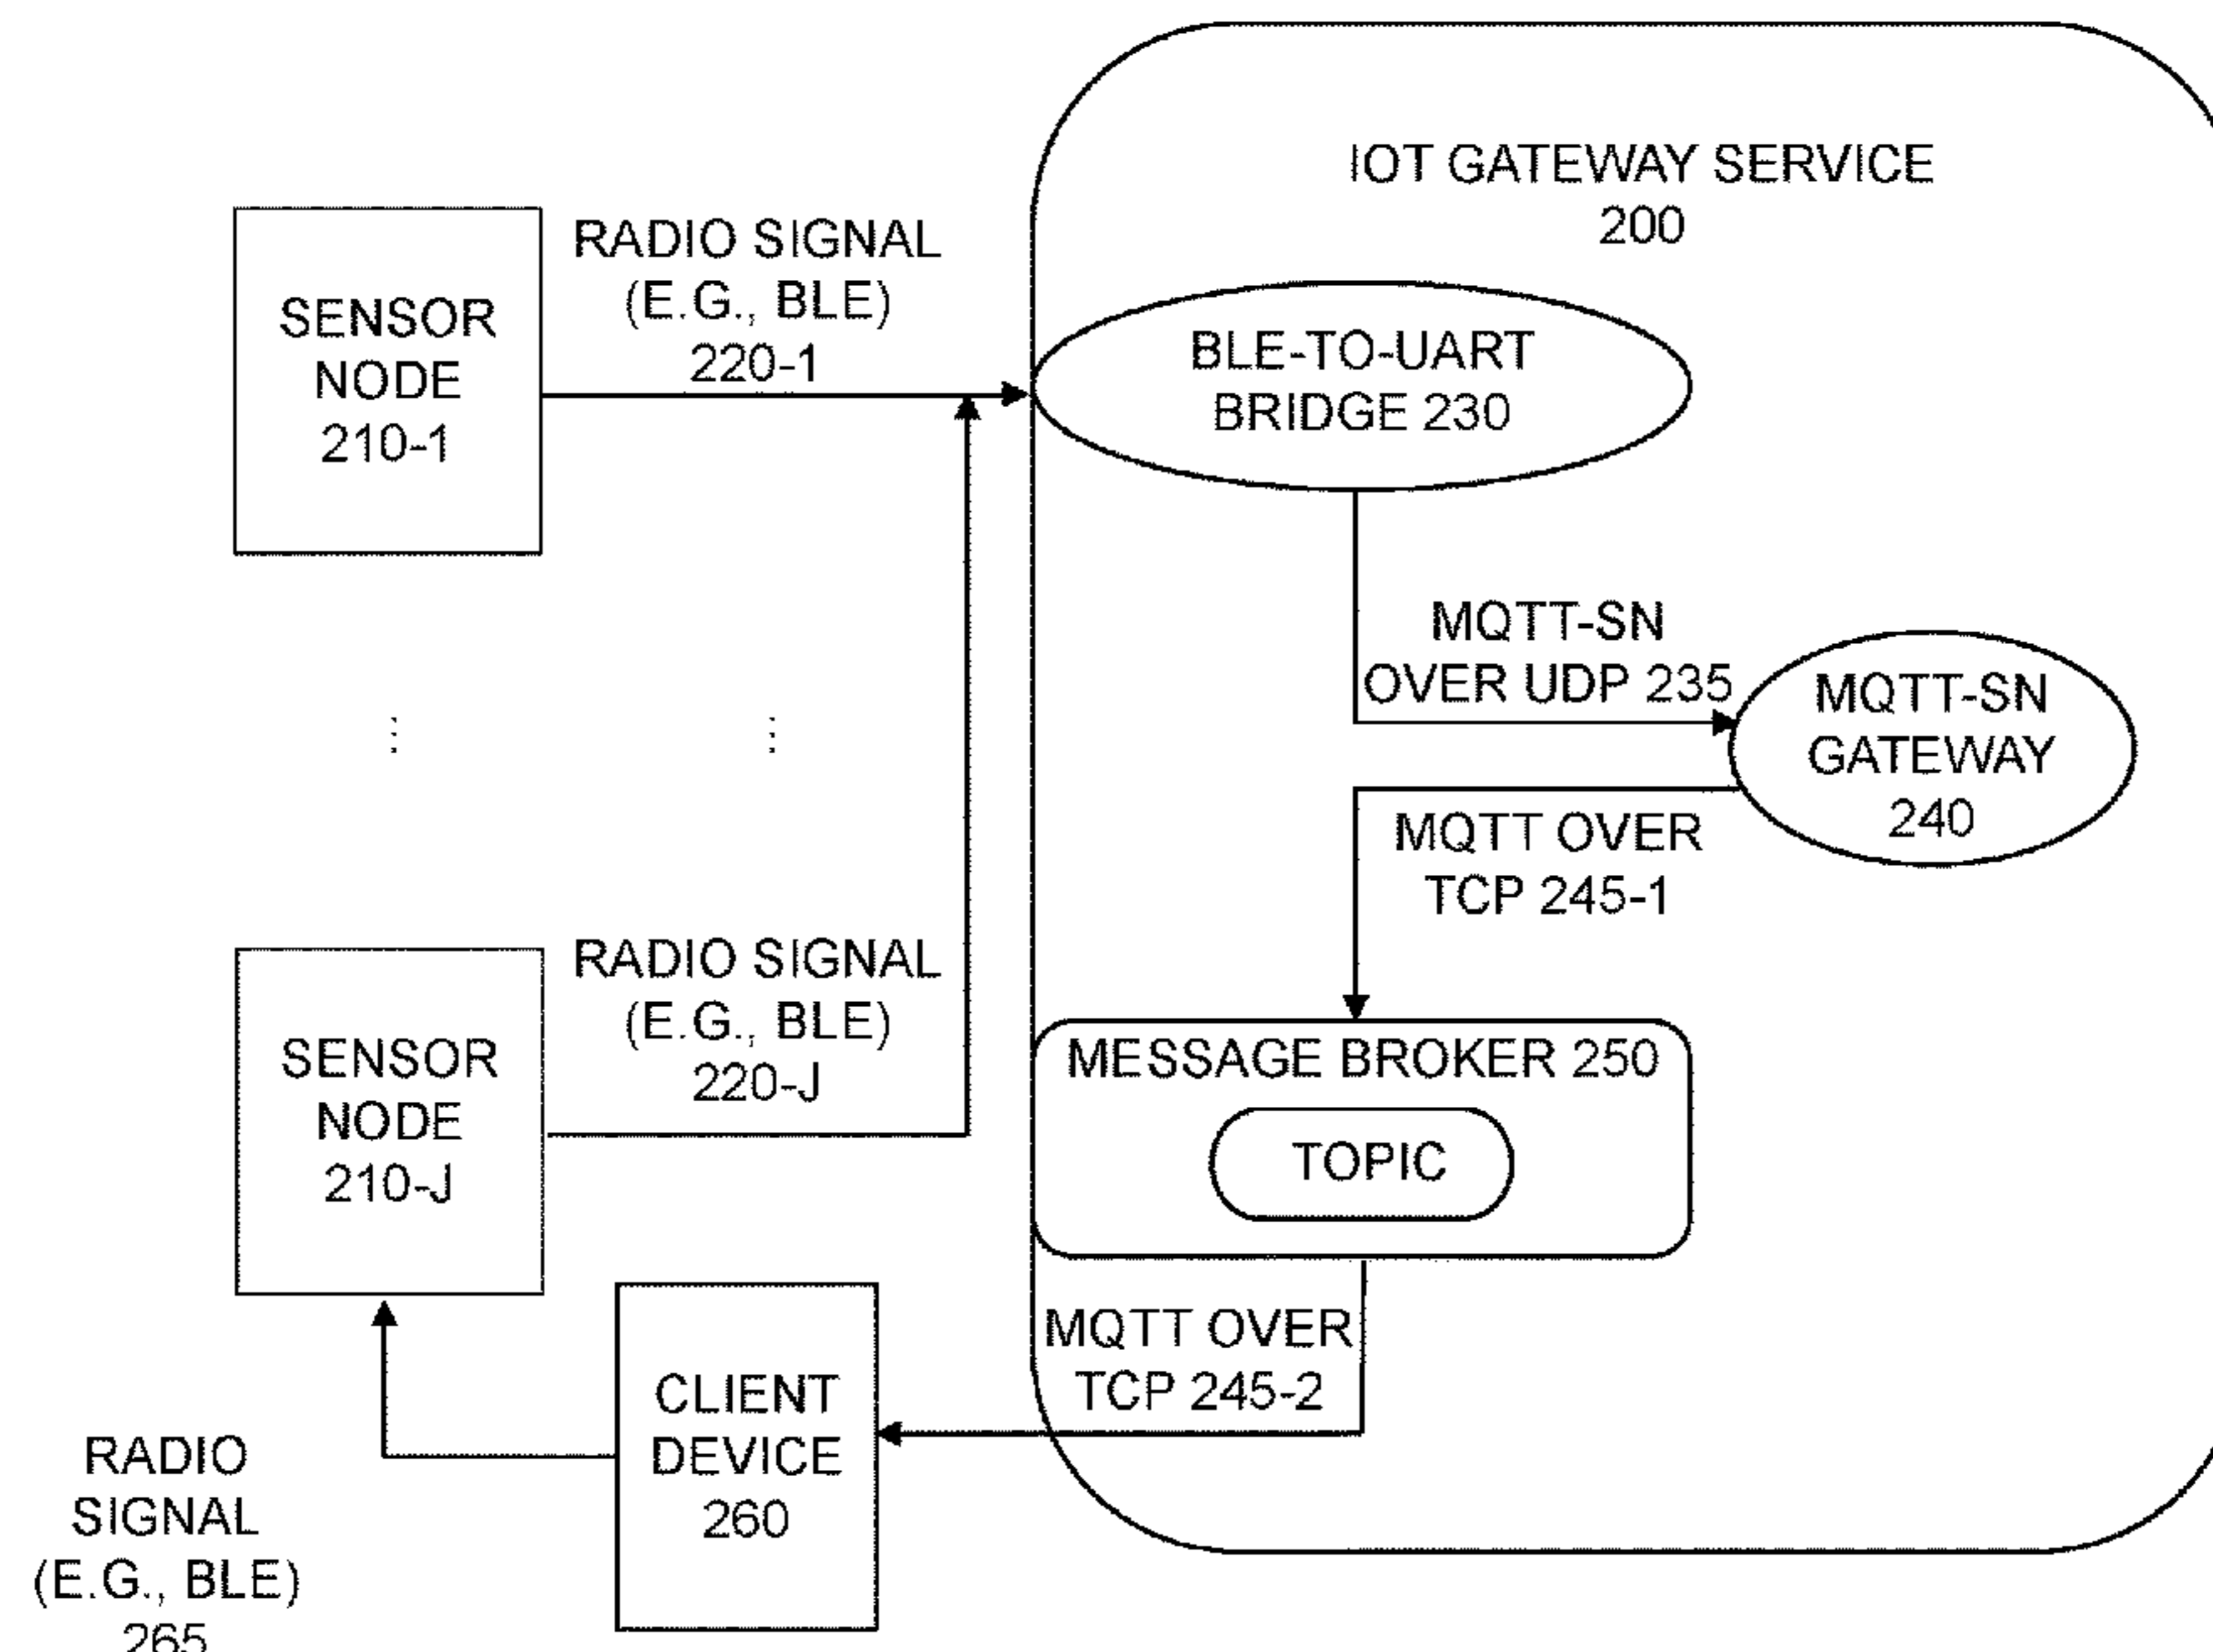 IOT GATEWAY SERVICE
200
SENSOR
NODE
210-1
RADIO SIGNAL
(E.G., BLE)
220-1
BLE-TO-UART
BRIDGE 230
MQTT-SN
OVER UDP 235
MQTT-SN
GATEWAY
240
MQTT OVER
TCP 245-1
SENSOR
NODE
210-J
RADIO SIGNAL
(E.G., BLE)
220-J
MESSAGE BROKER 250
TOPIC
MQTT OVER
TCP 245-2
CLIENT
DEVICE
260
RADIO
SIGNAL
(E.G., BLE)
265